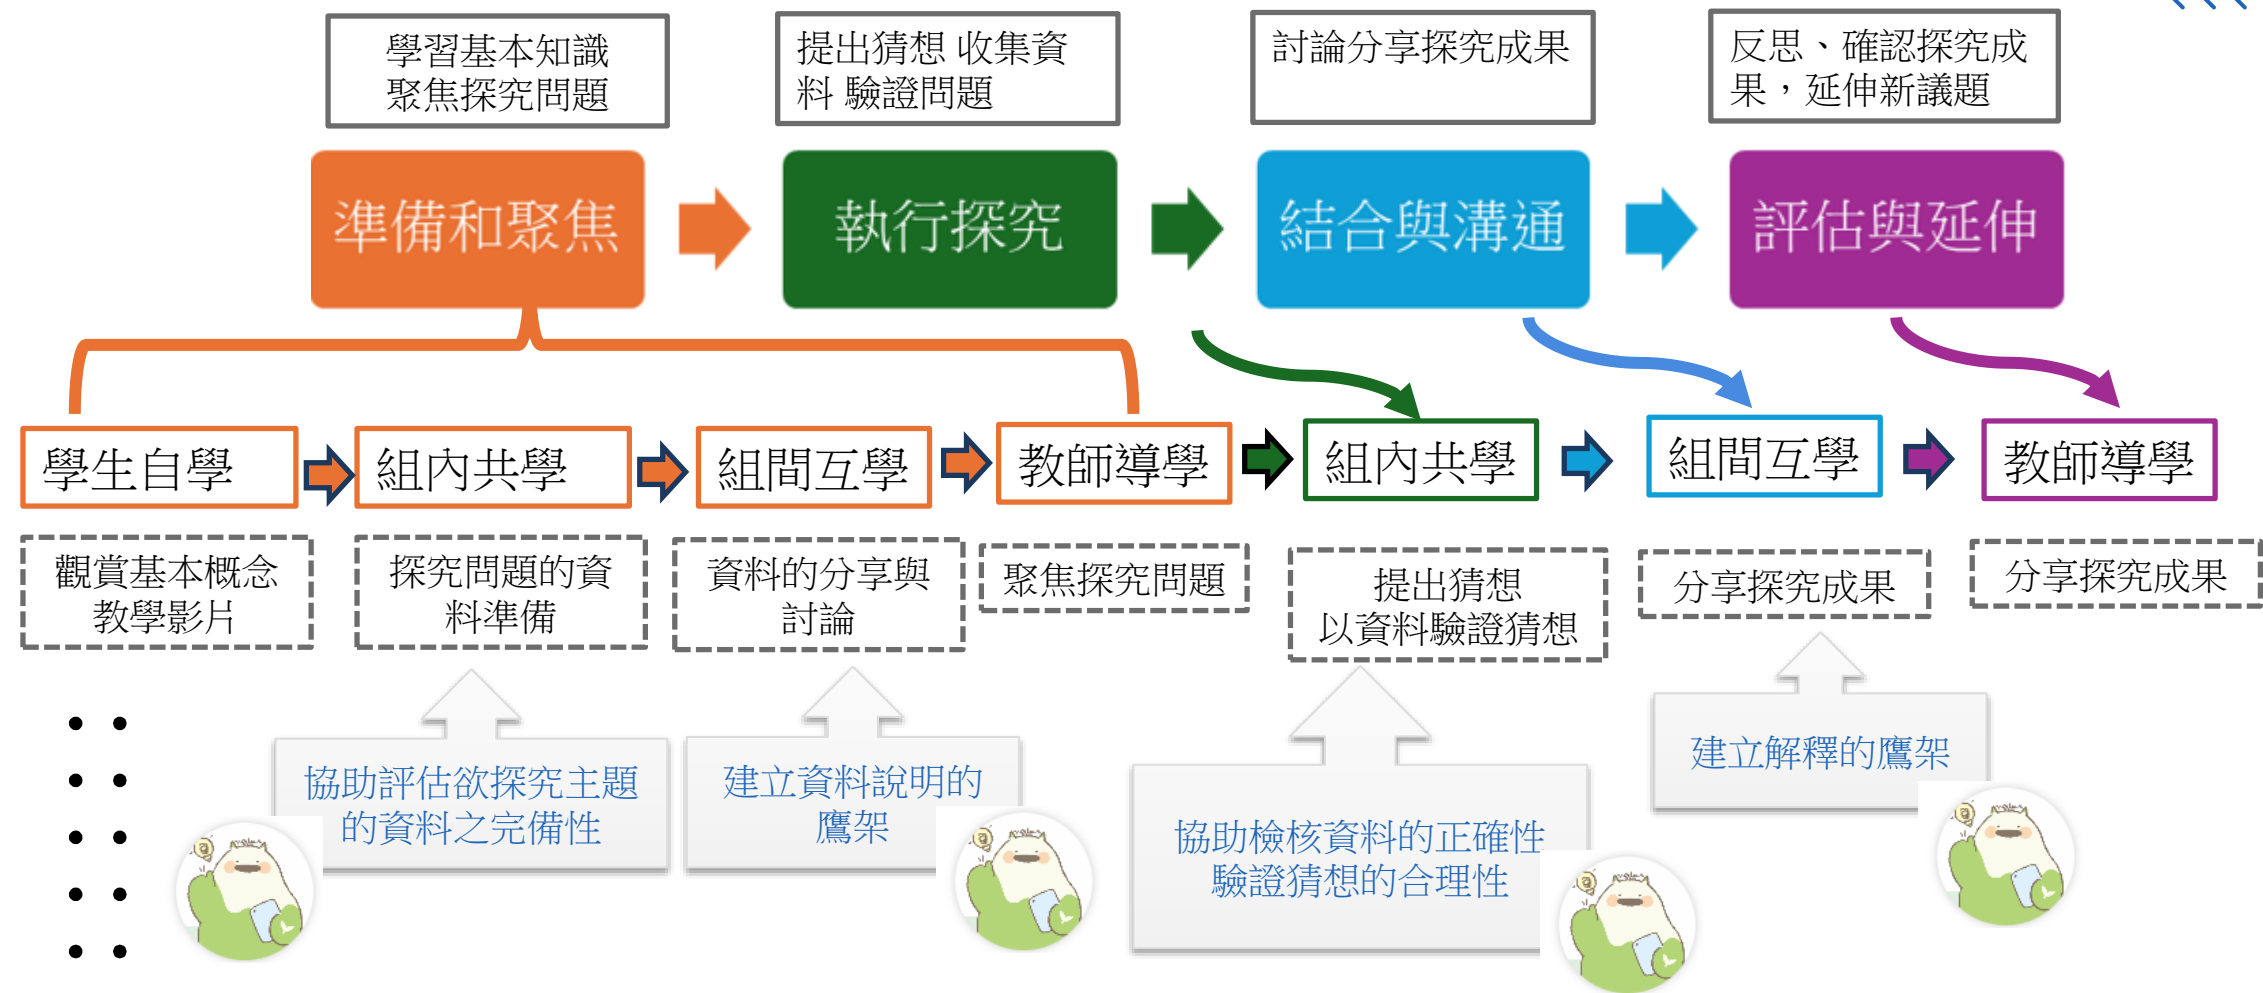 學習基本知識
聚焦探究問題
提出猜想 收集資
料 驗證問題
討論分享探究成果
反思、確認探究成
果，延伸新議題
準備和聚焦
執行探究
結合與溝通
評估與延伸
學生自學
組內共學
組間互學
教師導學
組內共學
組間互學
教師導學
觀賞基本概念
教學影片
探究問題的資
料準備
資料的分享與
討論
聚焦探究問題
提出猜想
以資料驗證猜想
分享探究成果
分享探究成果
協助評估欲探究主題
的資料之完備性
建立資料說明的
鷹架
協助檢核資料的正確性
驗證猜想的合理性
建立解釋的鷹架